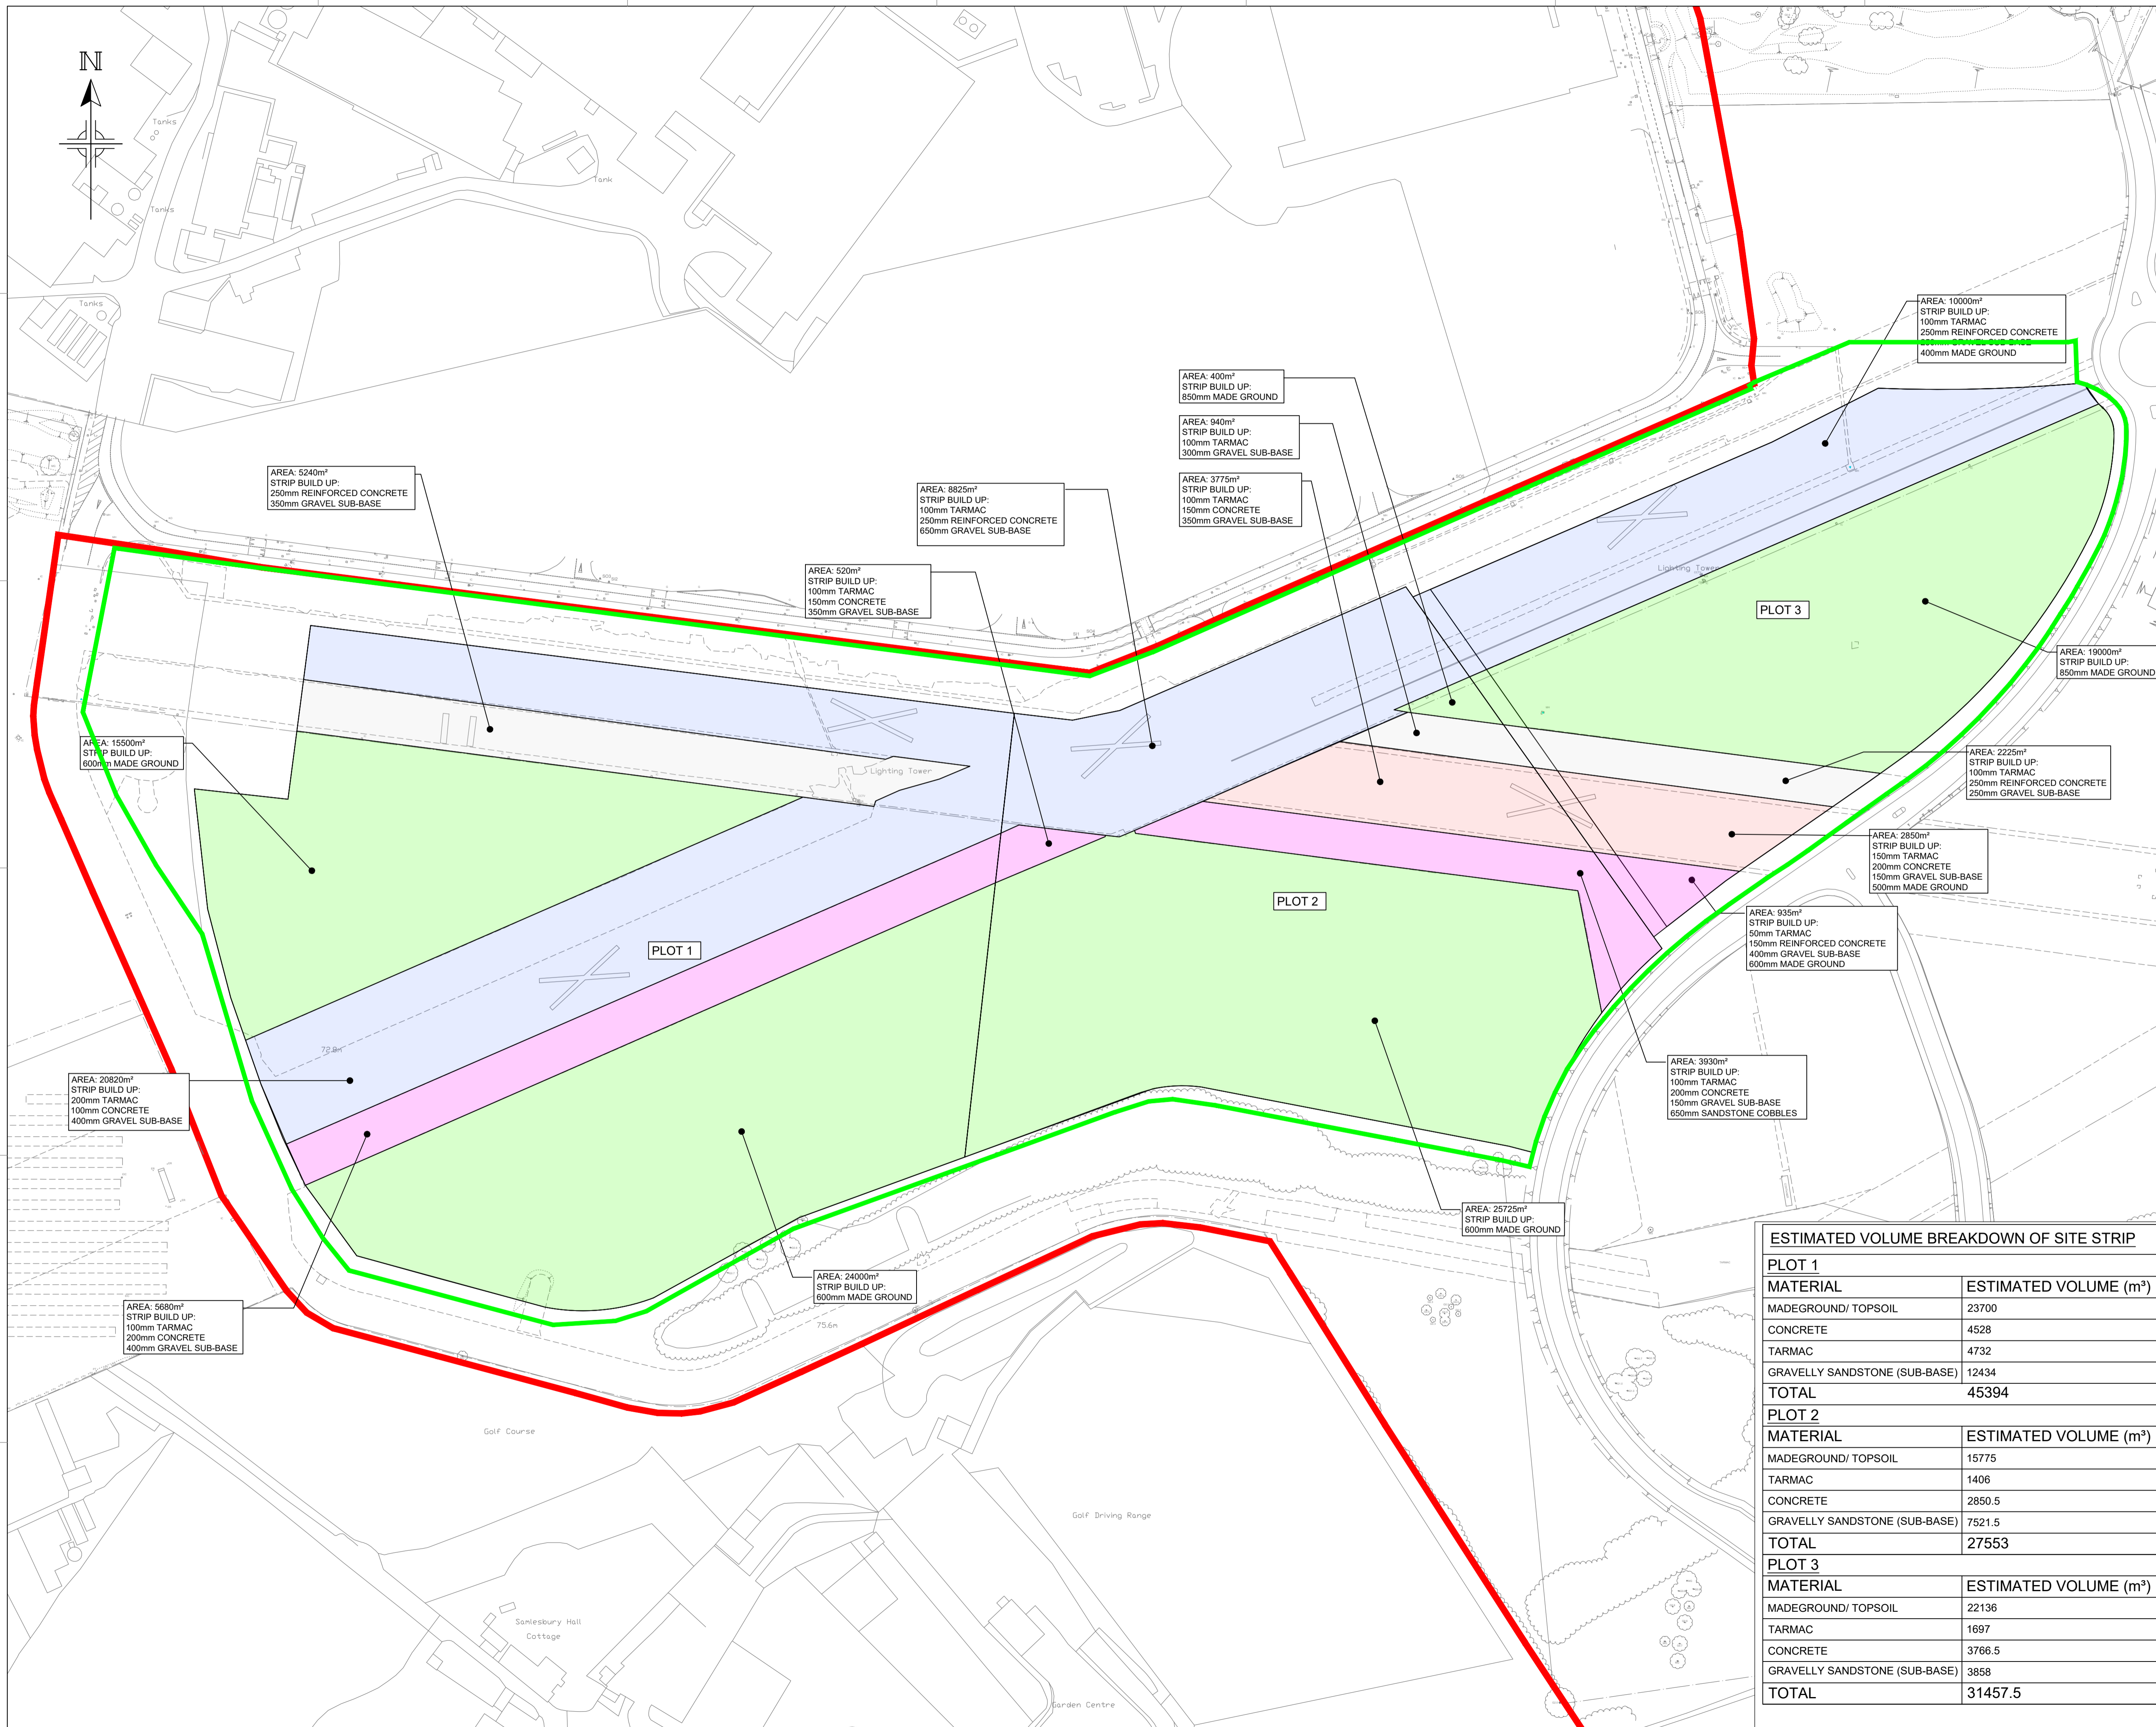 N
Tanks
Tank
Tanks
Tanks
AREA: 10000m²
STRIP BUILD UP:
100mm TARMAC
250mm REINFORCED CONCRETE
GRAVEL SUB-BASE
400mm MADE GROUND
AREA: 400m²
STRIP BUILD UP:
850mm MADE GROUND
AREA: 940m²
STRIP BUILD UP:
100mm TARMAC
300mm GRAVEL SUB-BASE
AREA: 3775m²
STRIP BUILD UP:
100mm TARMAC
150mm CONCRETE
350mm GRAVEL SUB-BASE
AREA: 5240m²
STRIP BUILD UP:
250mm REINFORCED CONCRETE
350mm GRAVEL SUB-BASE
AREA: 8825m²
STRIP BUILD UP:
100mm TARMAC
250mm REINFORCED CONCRETE
650mm GRAVEL SUB-BASE
AREA: 520m²
STRIP BUILD UP:
100mm TARMAC
150mm CONCRETE
350mm GRAVEL SUB-BASE
Lighting Tower
PLOT 3
AREA: 19000m²
STRIP BUILD UP:
850mm MADE GROUND
AREA: 15500m²
STRIP BUILD UP:
600mm MADE GROUND
Lighting Tower
AREA: 2225m²
STRIP BUILD UP:
100mm TARMAC
250mm REINFORCED CONCRETE
250mm GRAVEL SUB-BASE
AREA: 2850m²
STRIP BUILD UP:
150mm TARMAC
200mm CONCRETE
150mm GRAVEL SUB-BASE
500mm MADE GROUND
PLOT 2
PLOT 1
AREA: 935m²
STRIP BUILD UP:
50mm TARMAC
150mm REINFORCED CONCRETE
400mm GRAVEL SUB-BASE
600mm MADE GROUND
72.8m
AREA: 20820m²
STRIP BUILD UP:
200mm TARMAC
100mm CONCRETE
400mm GRAVEL SUB-BASE
AREA: 3930m²
STRIP BUILD UP:
100mm TARMAC
200mm CONCRETE
150mm GRAVEL SUB-BASE
650mm SANDSTONE COBBLES
AREA: 25725m²
STRIP BUILD UP:
600mm MADE GROUND
AREA: 24000m²
STRIP BUILD UP:
600mm MADE GROUND
AREA: 5680m²
STRIP BUILD UP:
100mm TARMAC
200mm CONCRETE
400mm GRAVEL SUB-BASE
75.6m
Golf Course
Golf Driving Range
Samlesbury Hall
Cottage
Garden Centre
ESTIMATED VOLUME BREAKDOWN OF SITE STRIP
PLOT 1
MATERIAL ESTIMATED VOLUME (m³)
MADEGROUND/ TOPSOIL 23700
CONCRETE 4528
TARMAC 4732
GRAVELLY SANDSTONE (SUB-BASE) 12434
TOTAL 45394
PLOT 2
MATERIAL ESTIMATED VOLUME (m³)
MADEGROUND/ TOPSOIL 15775
TARMAC 1406
CONCRETE 2850.5
GRAVELLY SANDSTONE (SUB-BASE) 7521.5
TOTAL 27553
PLOT 3
MATERIAL ESTIMATED VOLUME (m³)
MADEGROUND/ TOPSOIL 22136
TARMAC 1697
CONCRETE 3766.5
GRAVELLY SANDSTONE (SUB-BASE) 3858
TOTAL 31457.5